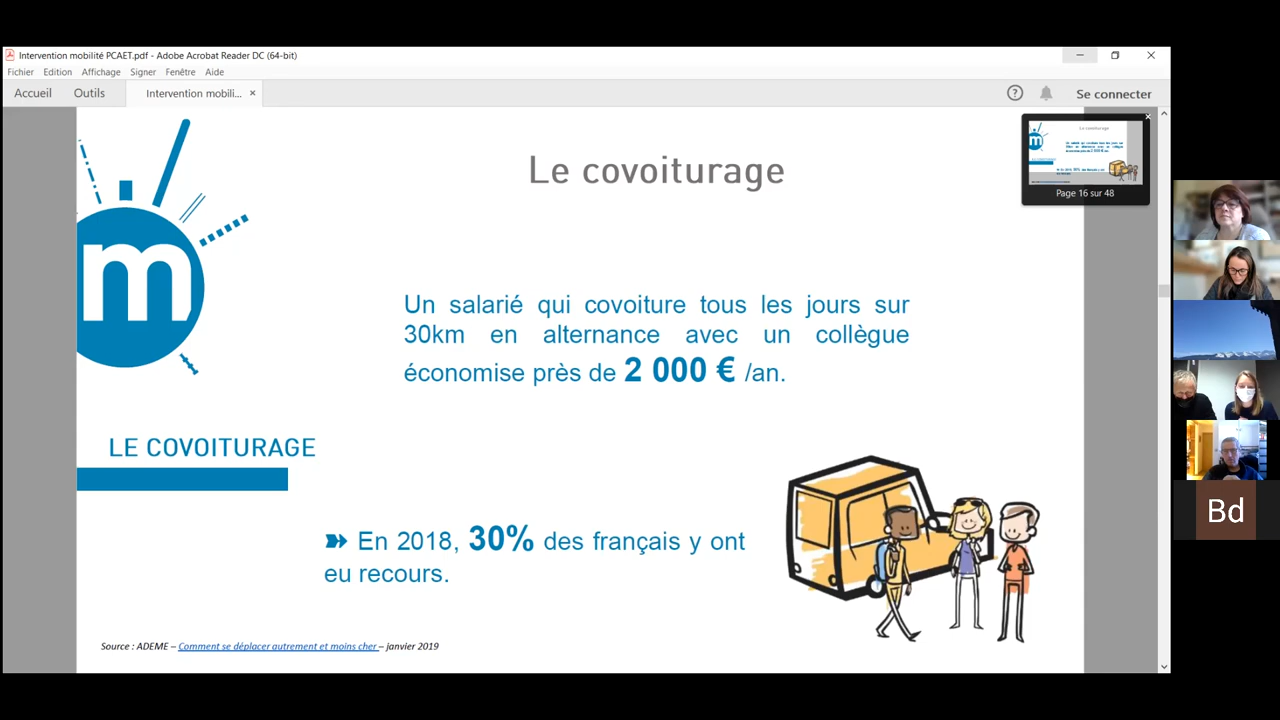 Intervention mobilité PCAET.pdf - Adobe Acrobat Reader DC (64-bit)
Fichier Edition Affichage Signer Fenêtre Aide
Accueil Outils Intervention mobili... × Se connecter
m
Le covoiturage
Page 16 sur 48
Un salarié qui covoiture tous les jours sur
30km en alternance avec un collègue
économise près de 2 000 € /an.
LE COVOITURAGE
En 2018, 30% des français y ont
eu recours.
Source : ADEME – Comment se déplacer autrement et moins cher – janvier 2019
Bd